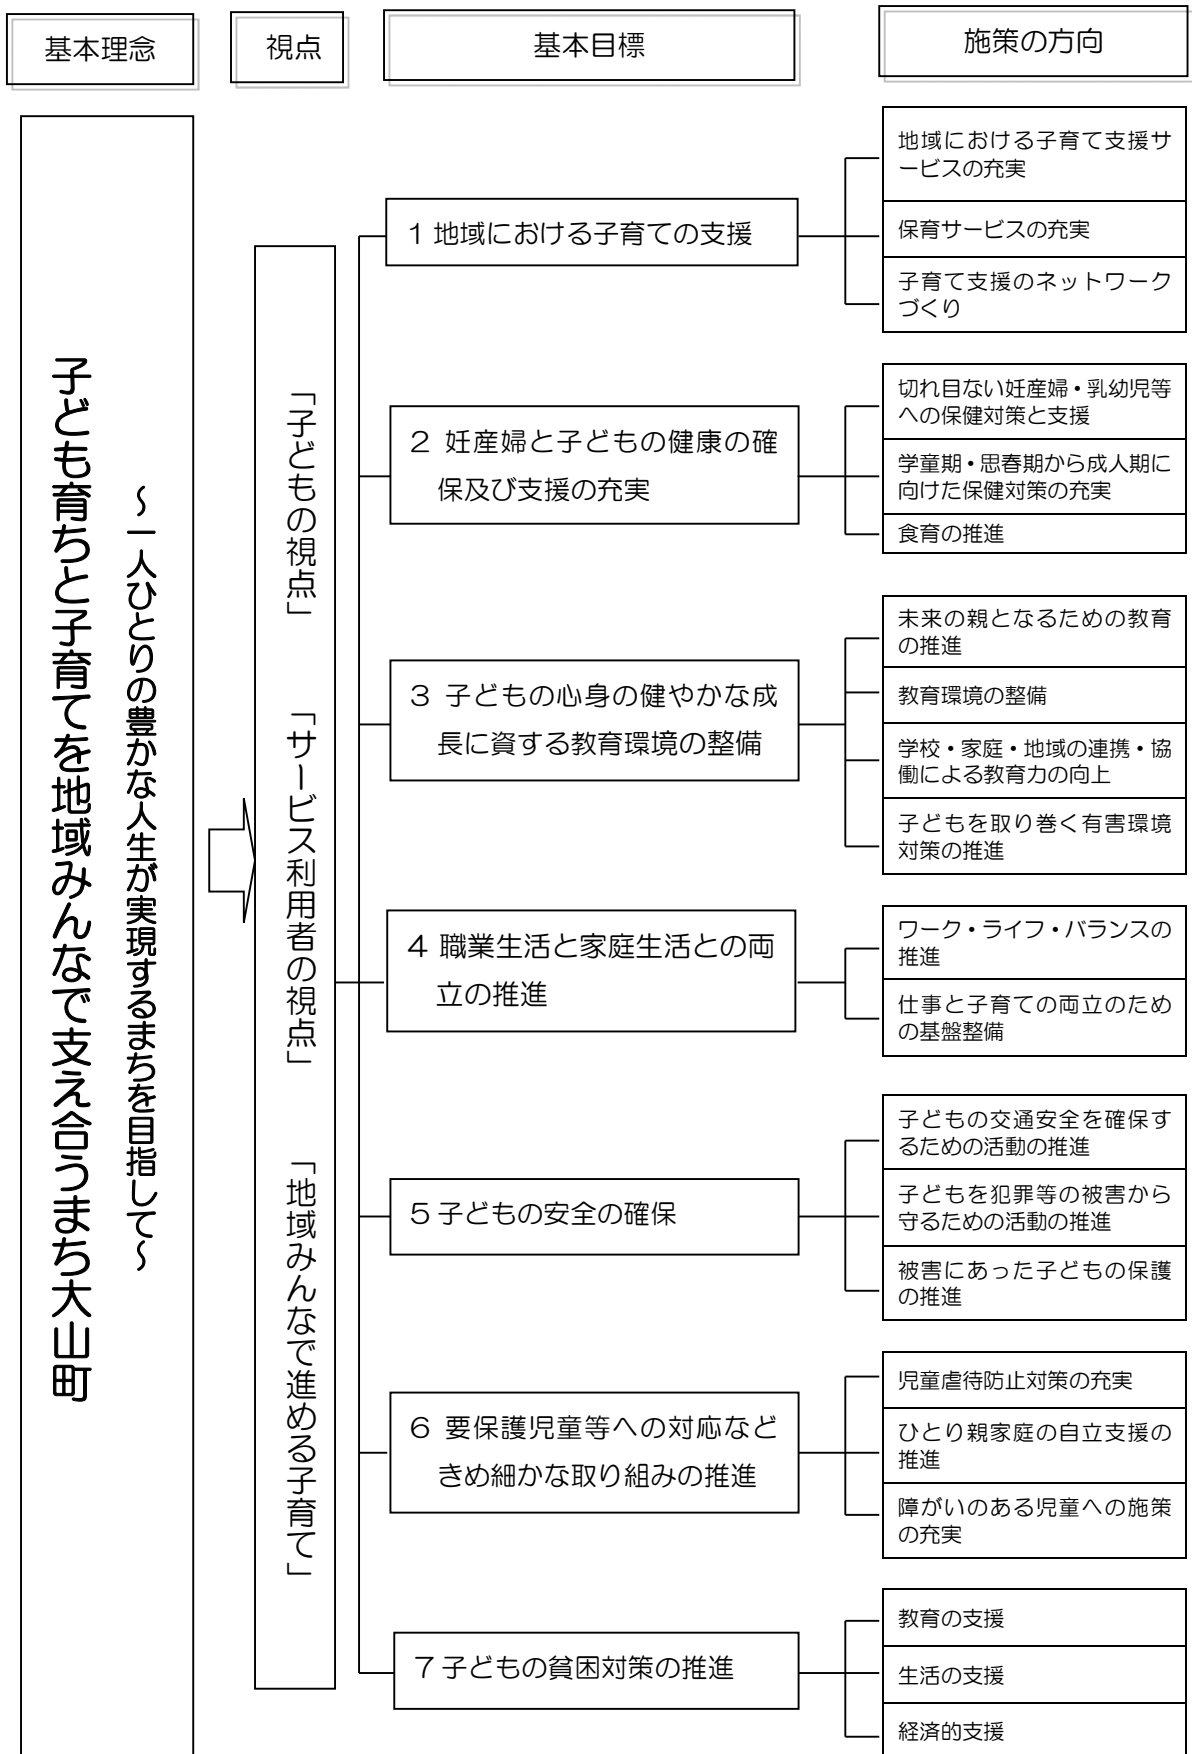 基本理念
視点
基本目標
施策の方向
子ども育ちと子育てを地域みんなで支え合うまち大山町
～一人ひとりの豊かな人生が実現するまちを目指して～
「子どもの視点」　「サービス利用者の視点」　「地域みんなで進める子育て」
1 地域における子育ての支援
地域における子育て支援サ
ービスの充実
保育サービスの充実
子育て支援のネットワーク
づくり
2 妊産婦と子どもの健康の確
保及び支援の充実
切れ目ない妊産婦・乳幼児等
への保健対策と支援
学童期・思春期から成人期に
向けた保健対策の充実
食育の推進
3 子どもの心身の健やかな成
長に資する教育環境の整備
未来の親となるための教育
の推進
教育環境の整備
学校・家庭・地域の連携・協
働による教育力の向上
子どもを取り巻く有害環境
対策の推進
4 職業生活と家庭生活との両
立の推進
ワーク・ライフ・バランスの
推進
仕事と子育ての両立のため
の基盤整備
5 子どもの安全の確保
子どもの交通安全を確保す
るための活動の推進
子どもを犯罪等の被害から
守るための活動の推進
被害にあった子どもの保護
の推進
6 要保護児童等への対応など
きめ細かな取り組みの推進
児童虐待防止対策の充実
ひとり親家庭の自立支援の
推進
障がいのある児童への施策
の充実
7 子どもの貧困対策の推進
教育の支援
生活の支援
経済的支援